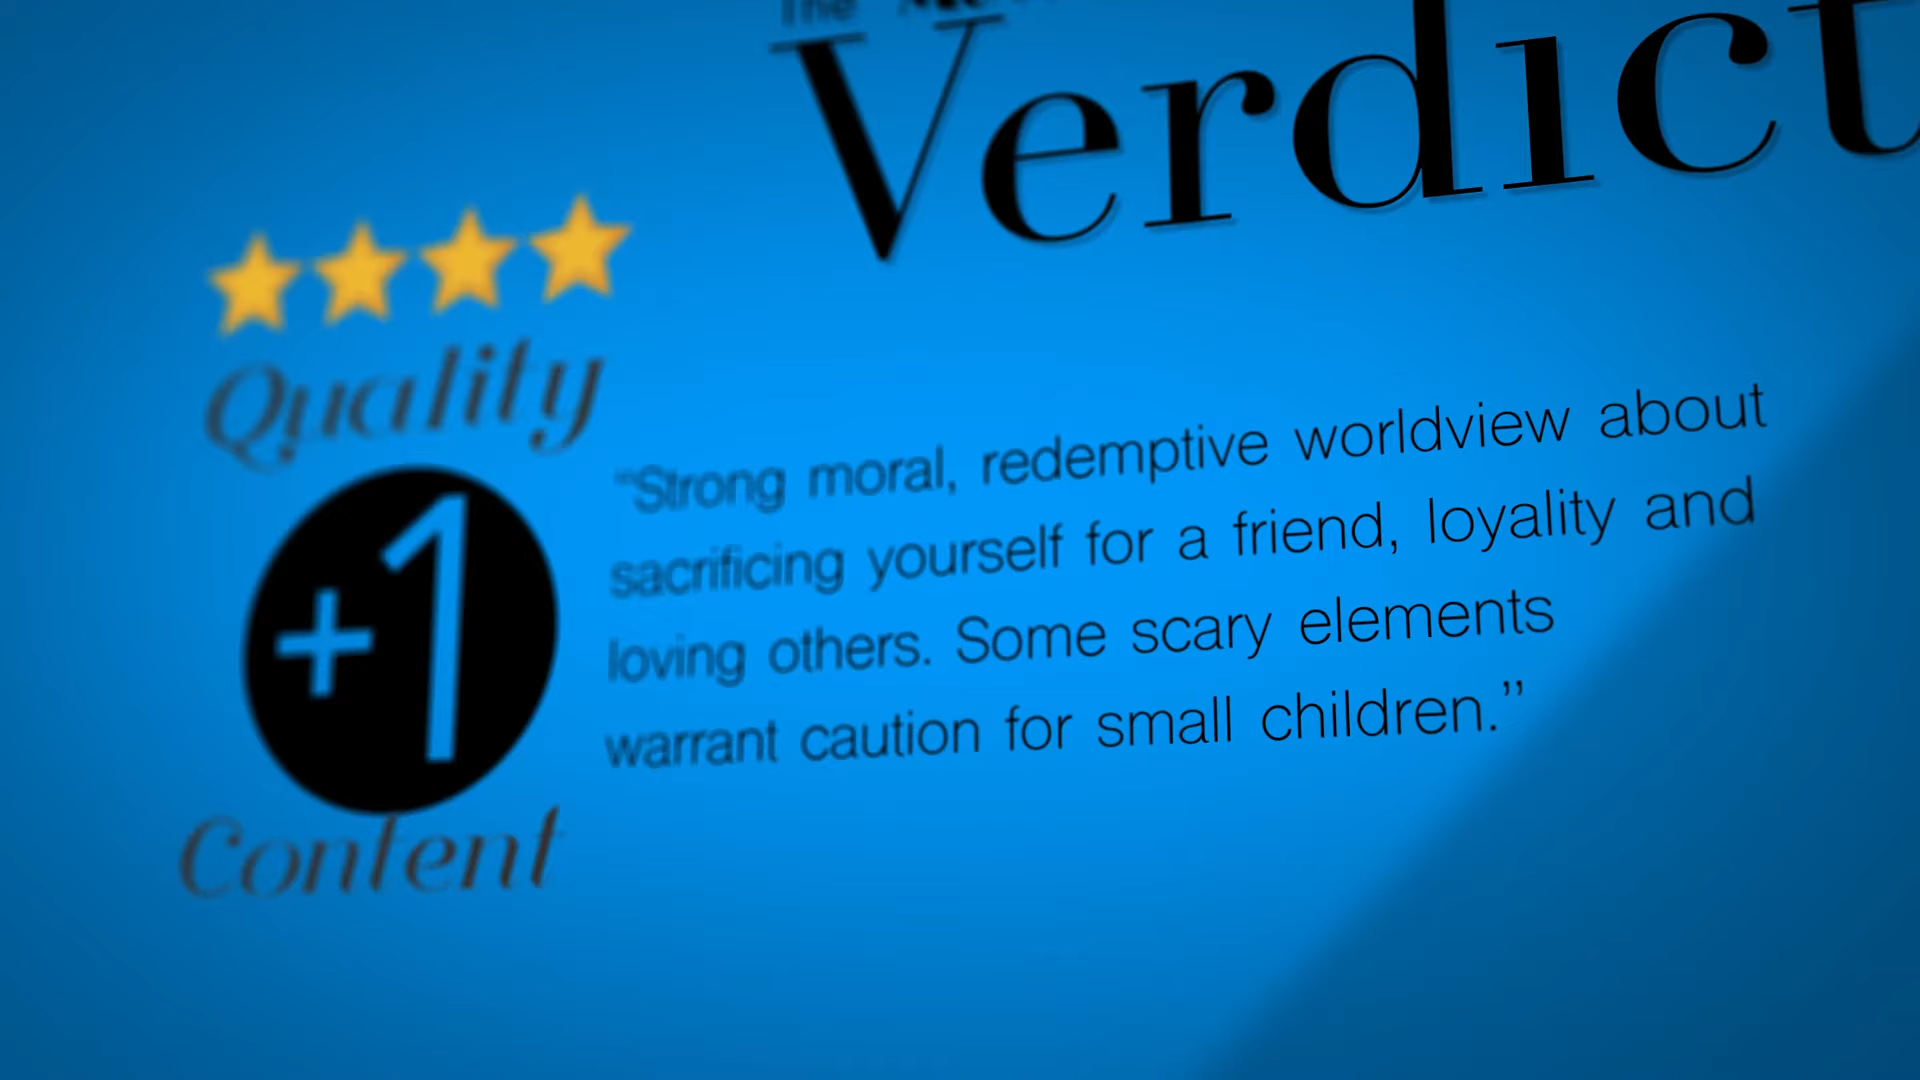 The
Verdict
Quality
+1
Content
"Strong moral, redemptive worldview about
sacrificing yourself for a friend, loyality and
loving others. Some scary elements
warrant caution for small children."